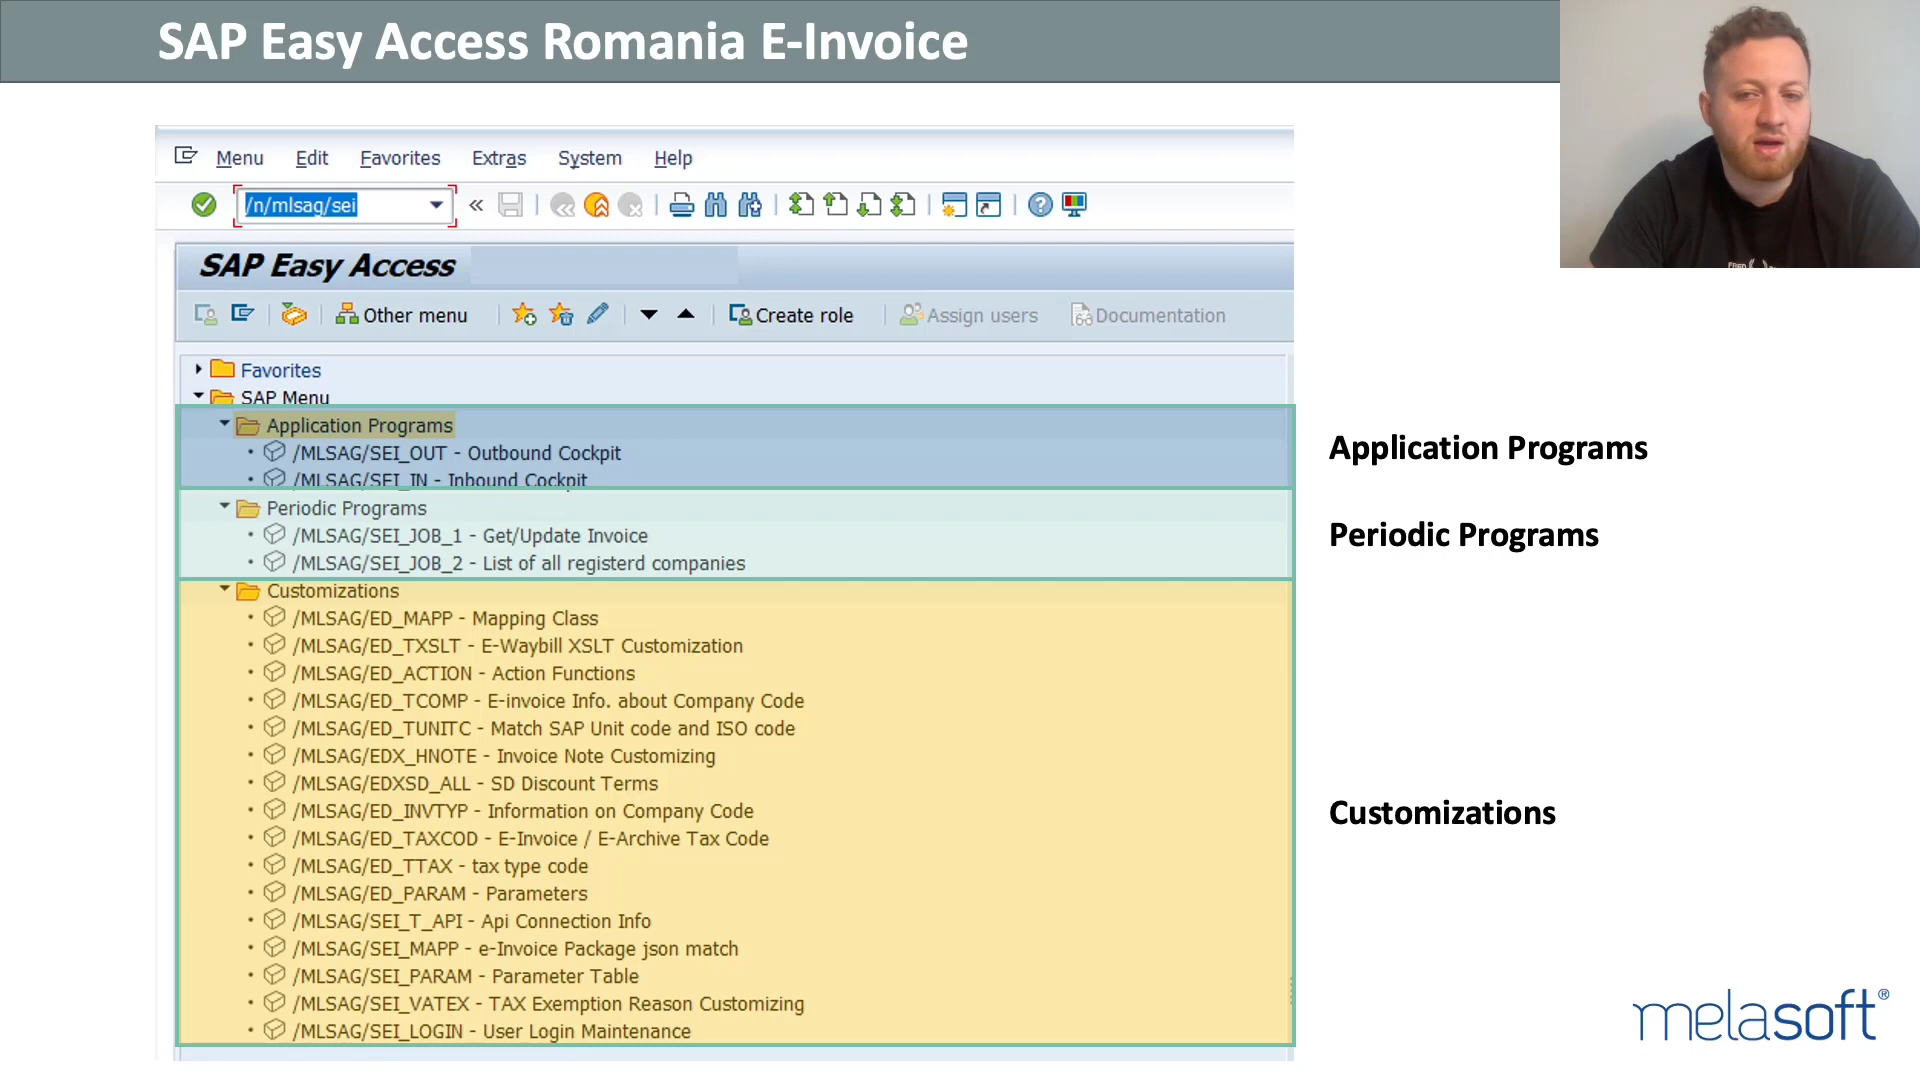 SAP Easy Access Romania E-Invoice
Menu Edit Favorites Extras System Help
/n/mlsag/sei
SAP Easy Access
Other menu Create role Assign users Documentation
Favorites
SAP Menu
Application Programs
/MLSAG/SEI_OUT - Outbound Cockpit
/MLSAG/SEI_IN - Inbound Cockpit
Periodic Programs
/MLSAG/SEI_JOB_1 - Get/Update Invoice
/MLSAG/SEI_JOB_2 - List of all registerd companies
Customizations
/MLSAG/ED_MAPP - Mapping Class
/MLSAG/ED_TXSLT - E-Waybill XSLT Customization
/MLSAG/ED_ACTION - Action Functions
/MLSAG/ED_TCOMP - E-invoice Info. about Company Code
/MLSAG/ED_TUNITC - Match SAP Unit code and ISO code
/MLSAG/EDX_HNOTE - Invoice Note Customizing
/MLSAG/EDXSD_ALL - SD Discount Terms
/MLSAG/ED_INVTYP - Information on Company Code
/MLSAG/ED_TAXCOD - E-Invoice / E-Archive Tax Code
/MLSAG/ED_TTAX - tax type code
/MLSAG/ED_PARAM - Parameters
/MLSAG/SEI_T_API - Api Connection Info
/MLSAG/SEI_MAPP - e-Invoice Package json match
/MLSAG/SEI_PARAM - Parameter Table
/MLSAG/SEI_VATEX - TAX Exemption Reason Customizing
/MLSAG/SEI_LOGIN - User Login Maintenance
Application Programs
Periodic Programs
Customizations
melasoft®